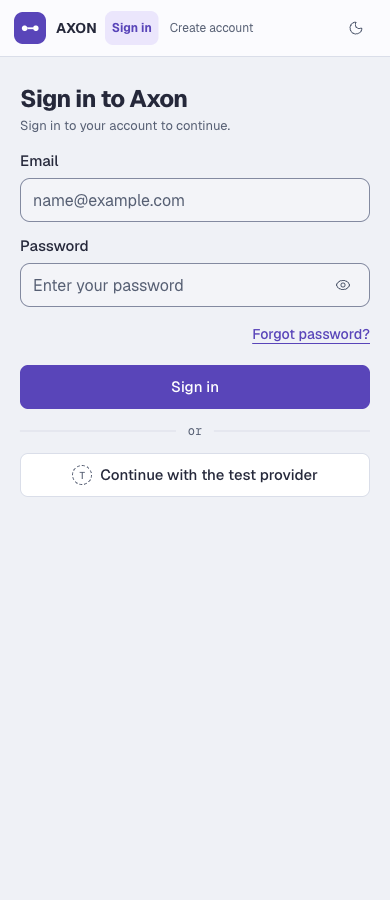 AXON Sign in Create account
Sign in to Axon
Sign in to your account to continue.
Email
name@example.com
Password
Enter your password
Forgot password?
Sign in
or
T Continue with the test provider